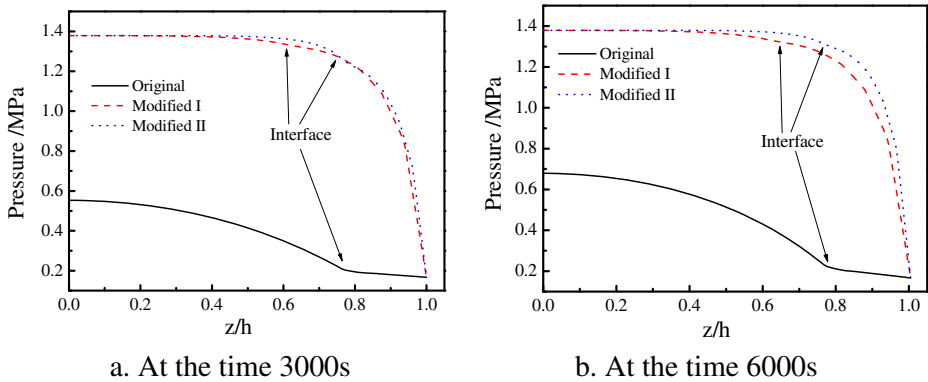 1.4
1.2
1.0
0.8
0.6
0.4
0.2
Pressure /MPa
Original
Modified I
Modified II
Interface
0.0 0.2 0.4 0.6 0.8 1.0
z/h
a. At the time 3000s
1.4
1.2
1.0
0.8
0.6
0.4
0.2
Pressure /MPa
Original
Modified I
Modified II
Interface
0.0 0.2 0.4 0.6 0.8 1.0
z/h
b. At the time 6000s